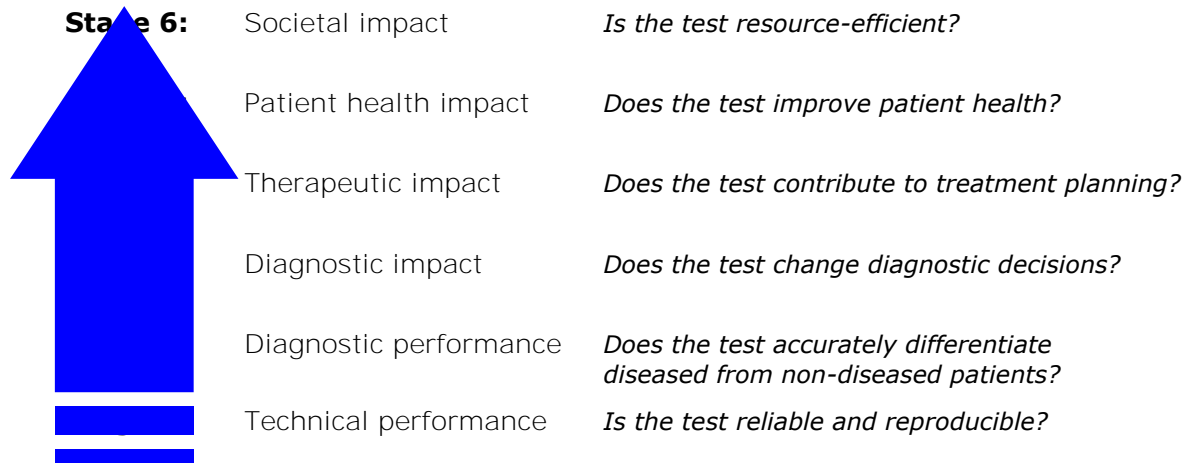 Stage 6: Societal impact Is the test resource-efficient?
Patient health impact Does the test improve patient health?
Therapeutic impact Does the test contribute to treatment planning?
Diagnostic impact Does the test change diagnostic decisions?
Diagnostic performance Does the test accurately differentiate
diseased from non-diseased patients?
Technical performance Is the test reliable and reproducible?